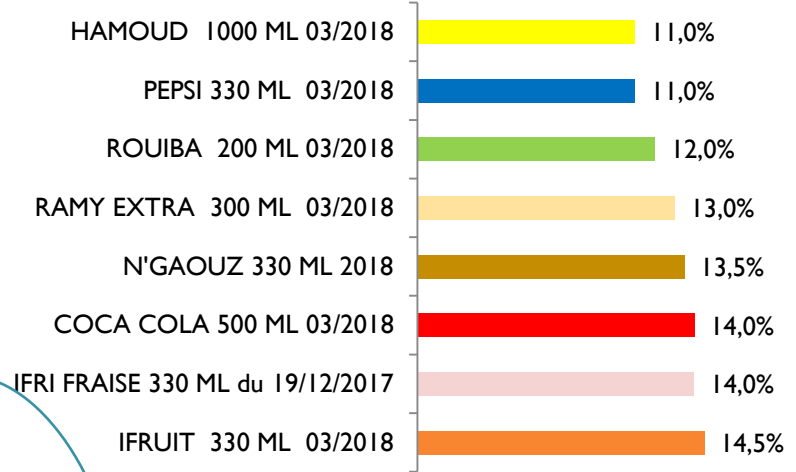 HAMOUD 1000 ML 03/2018 11,0%
PEPSI 330 ML 03/2018 11,0%
ROUIBA 200 ML 03/2018 12,0%
RAMY EXTRA 300 ML 03/2018 13,0%
N'GAOUZ 330 ML 2018 13,5%
COCA COLA 500 ML 03/2018 14,0%
IFRI FRAISE 330 ML du 19/12/2017 14,0%
IFRUIT 330 ML 03/2018 14,5%